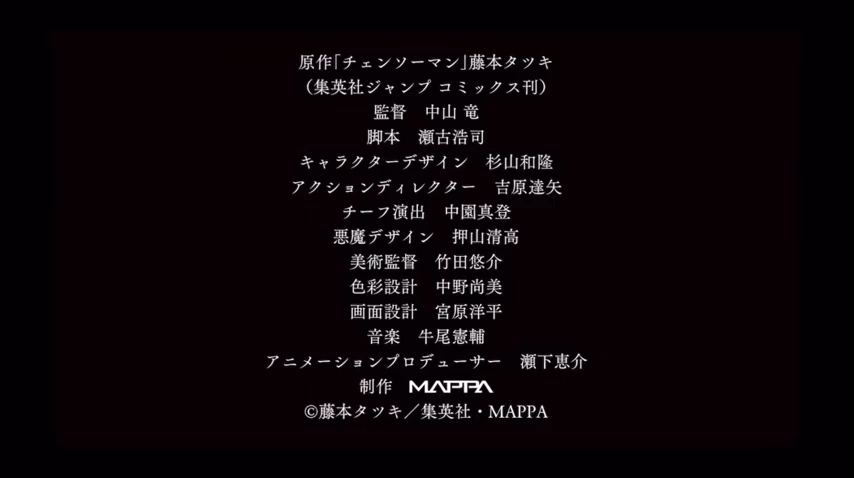 原作「チェンソーマン」藤本タツキ
（集英社ジャンプ コミックス刊）
監督　中山 竜
脚本　瀬古浩司
キャラクターデザイン　杉山和隆
アクションディレクター　吉原達矢
チーフ演出　中園真登
悪魔デザイン　押山清高
美術監督　竹田悠介
色彩設計　中野尚美
画面設計　宮原洋平
音楽　牛尾憲輔
アニメーションプロデューサー　瀬下恵介
制作　MAPPA
©藤本タツキ／集英社・MAPPA